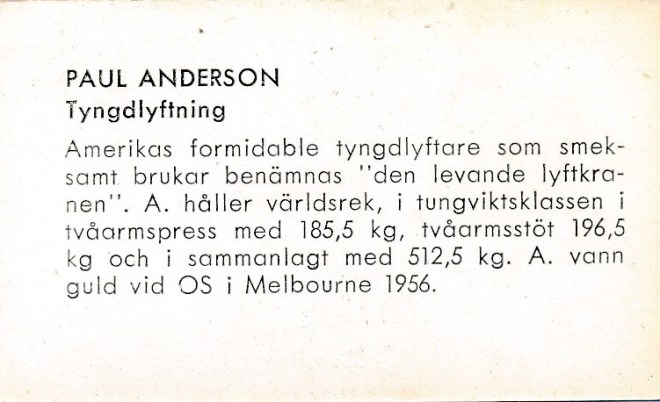 PAUL ANDERSON
Tyngdlyftning
Amerikas formidable tyngdlyftare som smek-
samt brukar benämnas "den levande lyftkra-
nen". A. håller världsrek, i tungviktsklassen i
tvåarmspress med 185,5 kg, tvåarmsstöt 196,5
kg och i sammanlagt med 512,5 kg. A. vann
guld vid OS i Melbourne 1956.